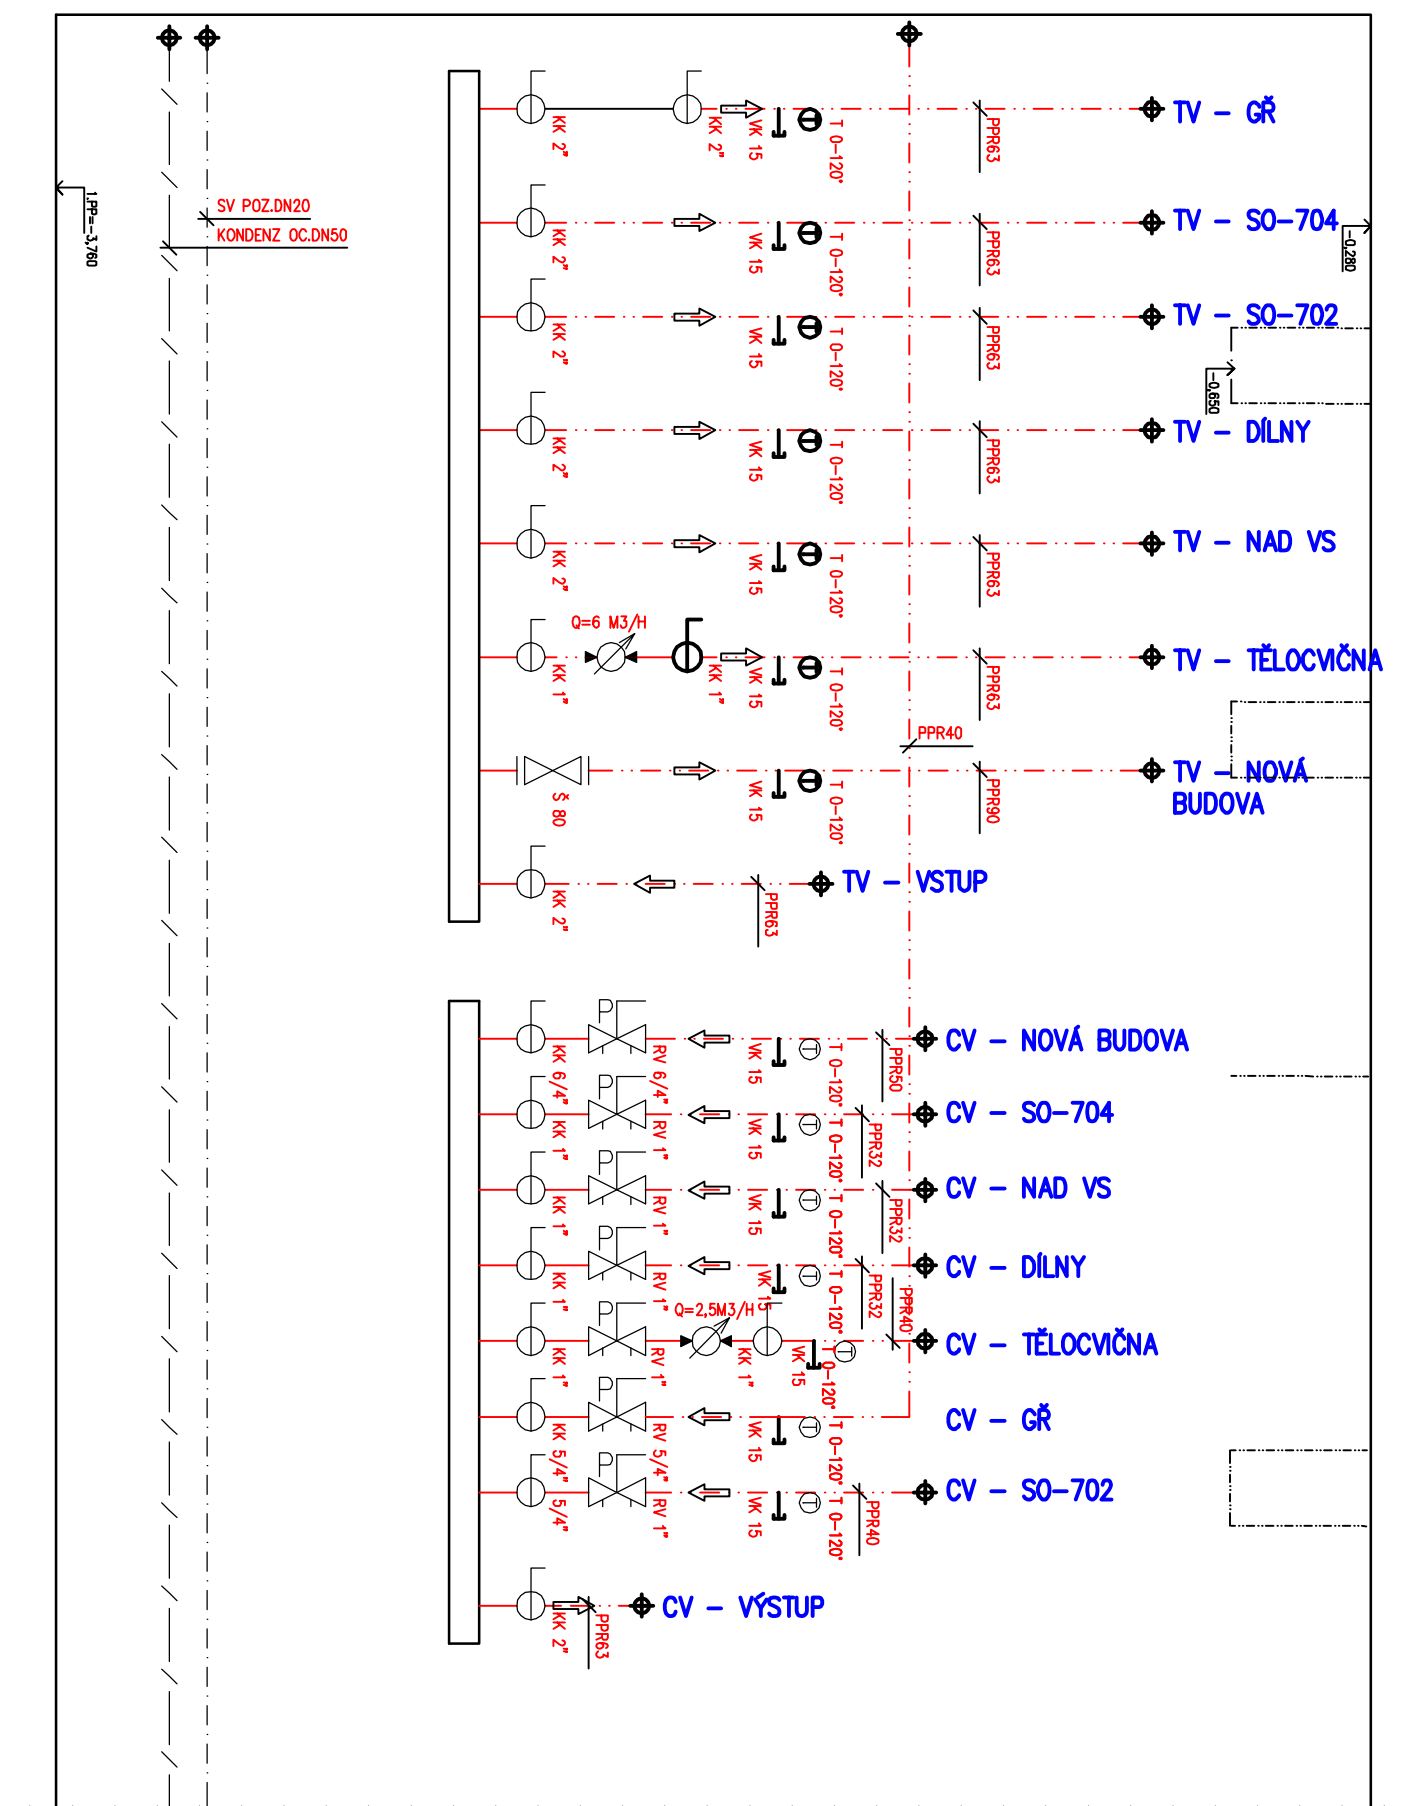 KK 2"
KK 2"
VK 15
T 0-120°
PPR63
TV - GŘ
1.PP=-3,760
SV POZ.DN20
KONDENZ OC.DN50
KK 2"
VK 15
T 0-120°
PPR63
TV - SO-704
-0,280
KK 2"
VK 15
T 0-120°
PPR63
TV - SO-702
-0,650
KK 2"
VK 15
T 0-120°
PPR63
TV - DÍLNY
KK 2"
VK 15
T 0-120°
PPR63
TV - NAD VS
Q=6 M3/H
KK 1"
KK 1"
VK 15
T 0-120°
PPR63
TV - TĚLOCVIČNA
PPR40
Š 80
VK 15
T 0-120°
PPR90
TV - NOVÁ
BUDOVA
KK 2"
PPR63
TV - VSTUP
P
KK 6/4"
RV 6/4"
VK 15
T 0-120°
PPR50
CV - NOVÁ BUDOVA
P
KK 1"
RV 1"
VK 15
T 0-120°
PPR32
CV - SO-704
P
KK 1"
RV 1"
VK 15
T 0-120°
PPR32
CV - NAD VS
P
KK 1"
RV 1"
VK 15
T 0-120°
PPR32
CV - DÍLNY
P
Q=2,5M3/H
KK 1"
RV 1"
KK 1"
VK 15
T 0-120°
PPR40
CV - TĚLOCVIČNA
P
KK 5/4"
RV 5/4"
VK 15
T 0-120°
CV - GŘ
P
5/4"
RV 1"
VK 15
T 0-120°
PPR40
CV - SO-702
KK 2"
PPR63
CV - VÝSTUP